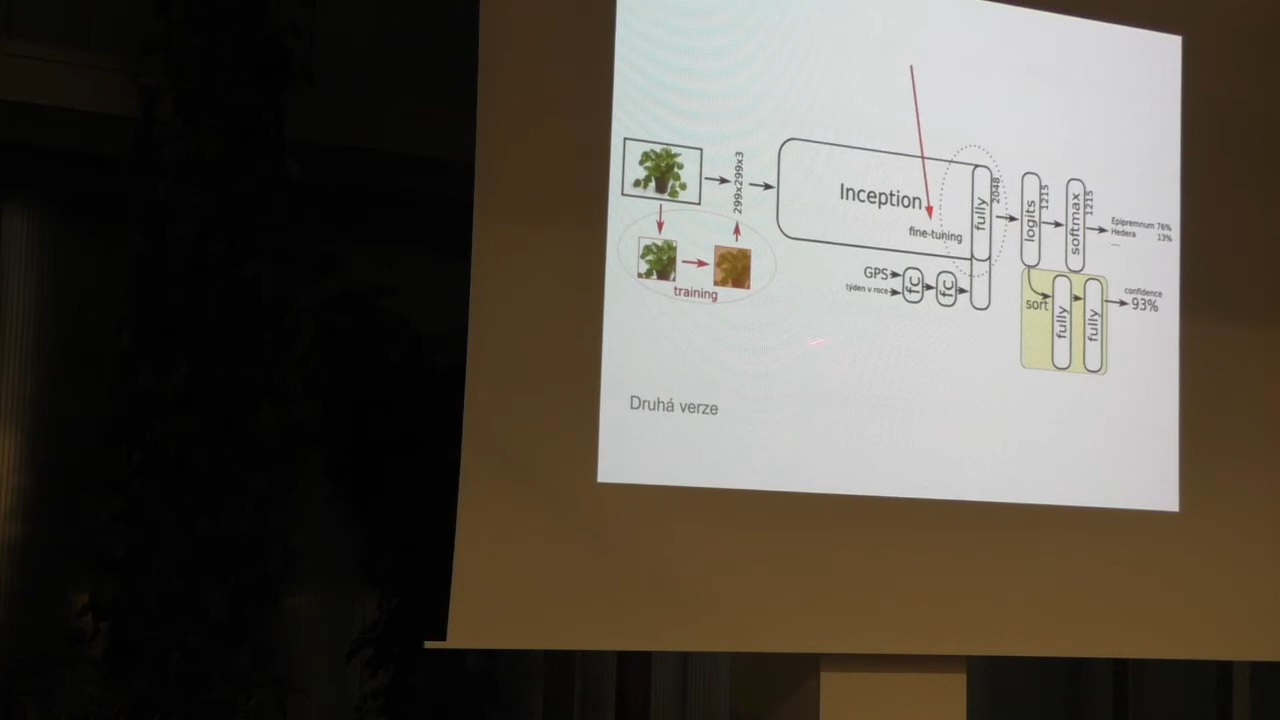 299x299x3
Inception
fine-tuning
fully
2048
logits
1215
softmax
1215
Epipremnum 76%
Hedera 13%
....
training
GPS
týden v roce
fc
fc
sort
fully
fully
confidence
93%
Druhá verze